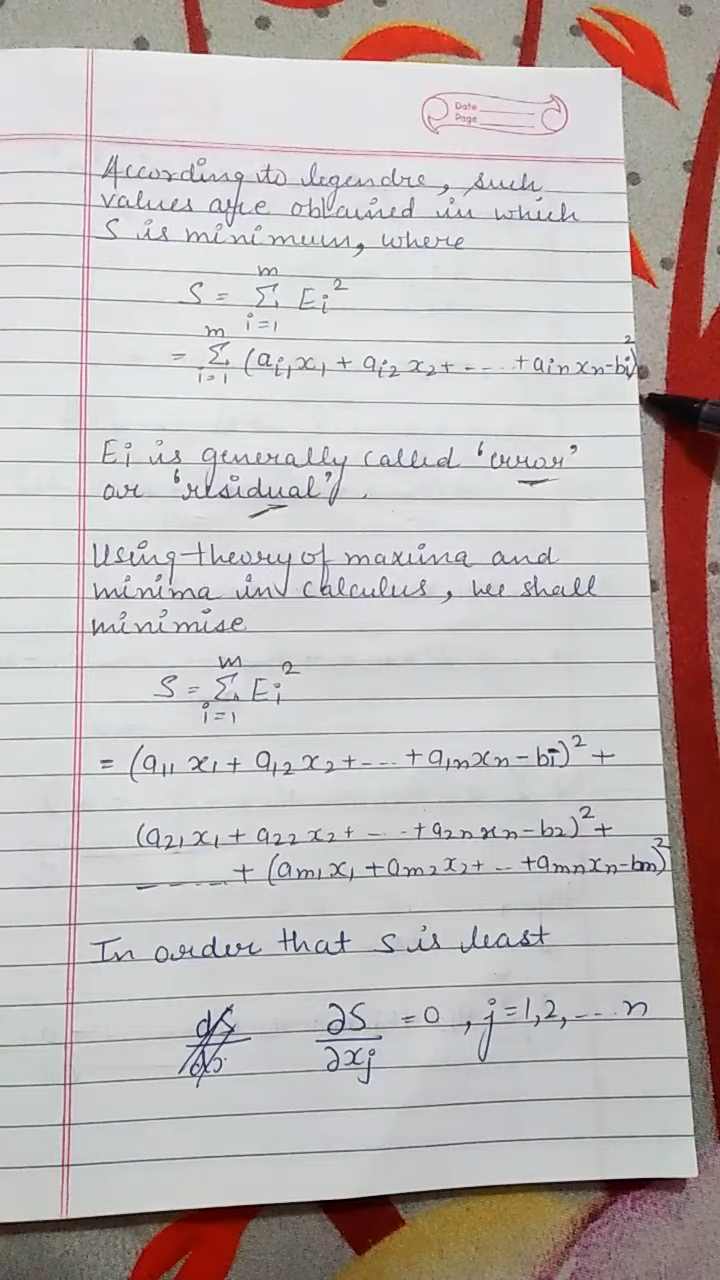 Date
Page
According to legendre, such
values are obtained in which
S is minimum, where
S = Σ_{i=1}^{m} Ei²
= Σ_{i=1}^{m} (ai1x1 + ai2x2 + ---- + ainxn-bi)²
Ei is generally called 'error'
or 'residual'.
Using theory of maxima and
minima in calculus, we shall
minimise
S = Σ_{i=1}^{m} Ei²
= (a11x1 + a12x2 + --- + a1nxn - b1)² +
(a21x1 + a22x2 + --- + a2nxn - b2)² +
---- + (am1x1 + am2x2 + -- + amnxn - bm)²
In order that S is least
∂S/∂xj = 0, j = 1, 2, ---- n